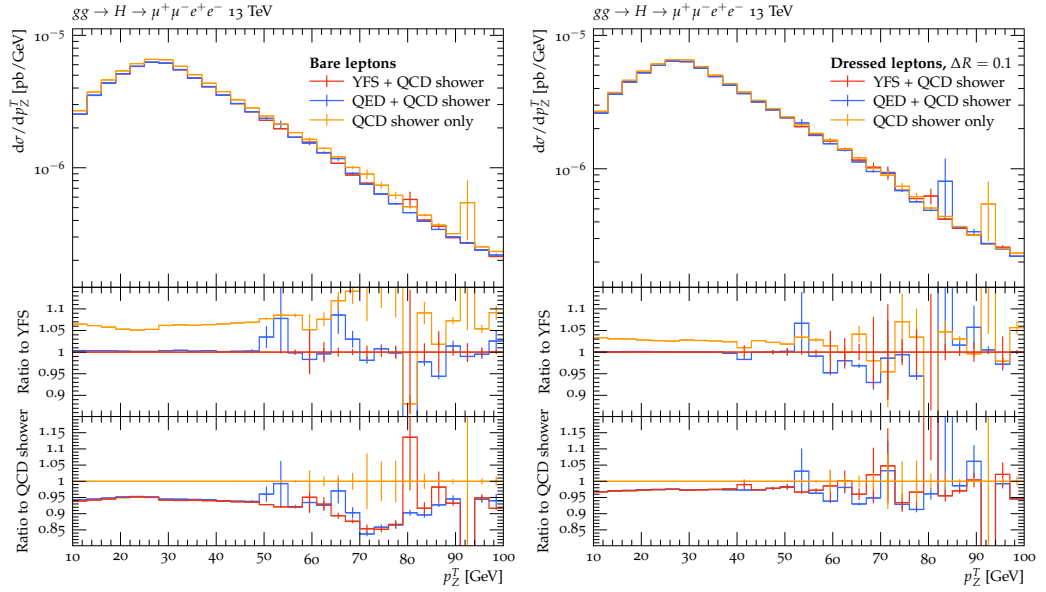 gg → H → μ⁺μ⁻e⁺e⁻ 13 TeV
10⁻⁵
10⁻⁶
dσ/dp_Z^T [pb/GeV]
Bare leptons
YFS + QCD shower
QED + QCD shower
QCD shower only
Ratio to YFS
1.1
1.05
1
0.95
0.9
Ratio to QCD shower
1.15
1.1
1.05
1
0.95
0.9
0.85
10 20 30 40 50 60 70 80 90 100
p_Z^T [GeV]
gg → H → μ⁺μ⁻e⁺e⁻ 13 TeV
10⁻⁵
10⁻⁶
dσ/dp_Z^T [pb/GeV]
Dressed leptons, ΔR = 0.1
YFS + QCD shower
QED + QCD shower
QCD shower only
Ratio to YFS
1.1
1.05
1
0.95
0.9
Ratio to QCD shower
1.15
1.1
1.05
1
0.95
0.9
0.85
10 20 30 40 50 60 70 80 90 100
p_Z^T [GeV]